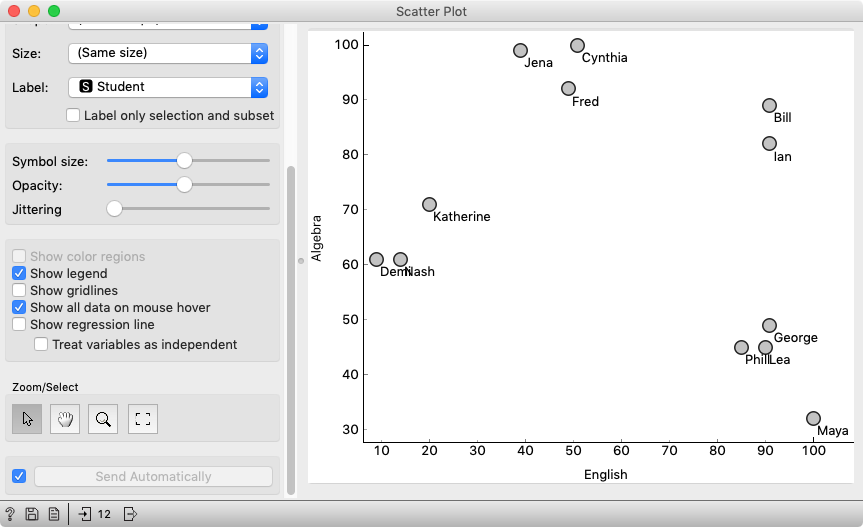 Scatter Plot
Size: (Same size)
Label: S Student
Label only selection and subset
Symbol size:
Opacity:
Jittering
Show color regions
Show legend
Show gridlines
Show all data on mouse hover
Show regression line
Treat variables as independent
Zoom/Select
Send Automatically
? 12
100
90
80
70
60
50
40
30
Algebra
Jena
Cynthia
Fred
Bill
Ian
Katherine
Nash
George
Phill
Lea
Maya
10 20 30 40 50 60 70 80 90 100
English